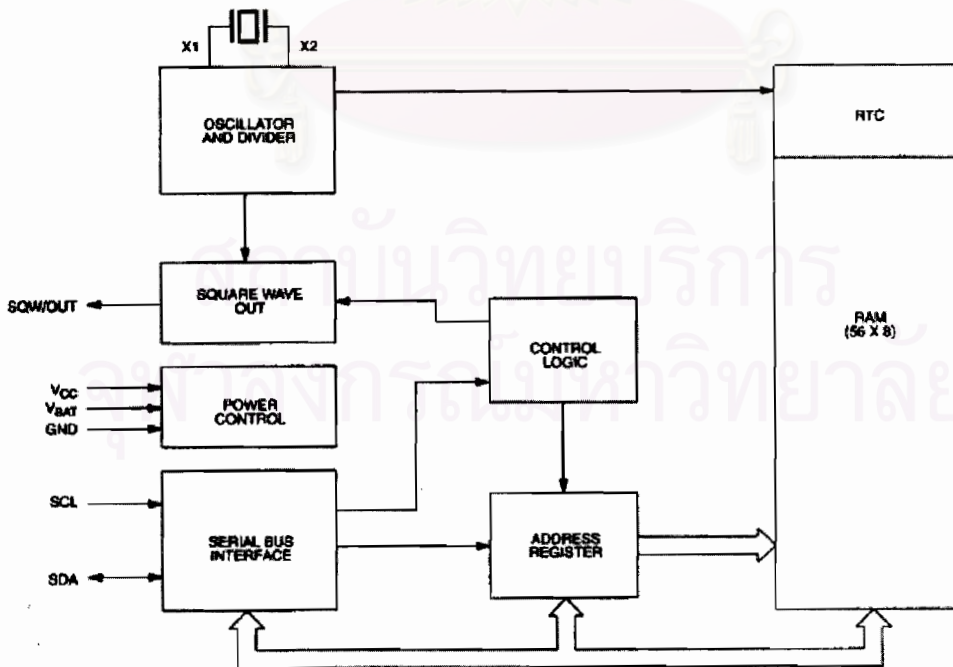 X1
X2
OSCILLATOR
AND DIVIDER
RTC
SQUARE WAVE
OUT
SQW/OUT
CONTROL
LOGIC
RAM
(56 X 8)
VCC
VBAT
GND
POWER
CONTROL
SCL
SDA
SERIAL BUS
INTERFACE
ADDRESS
REGISTER
สถาบันวิทยบริการ
จุฬาลงกรณ์มหาวิทยาลัย